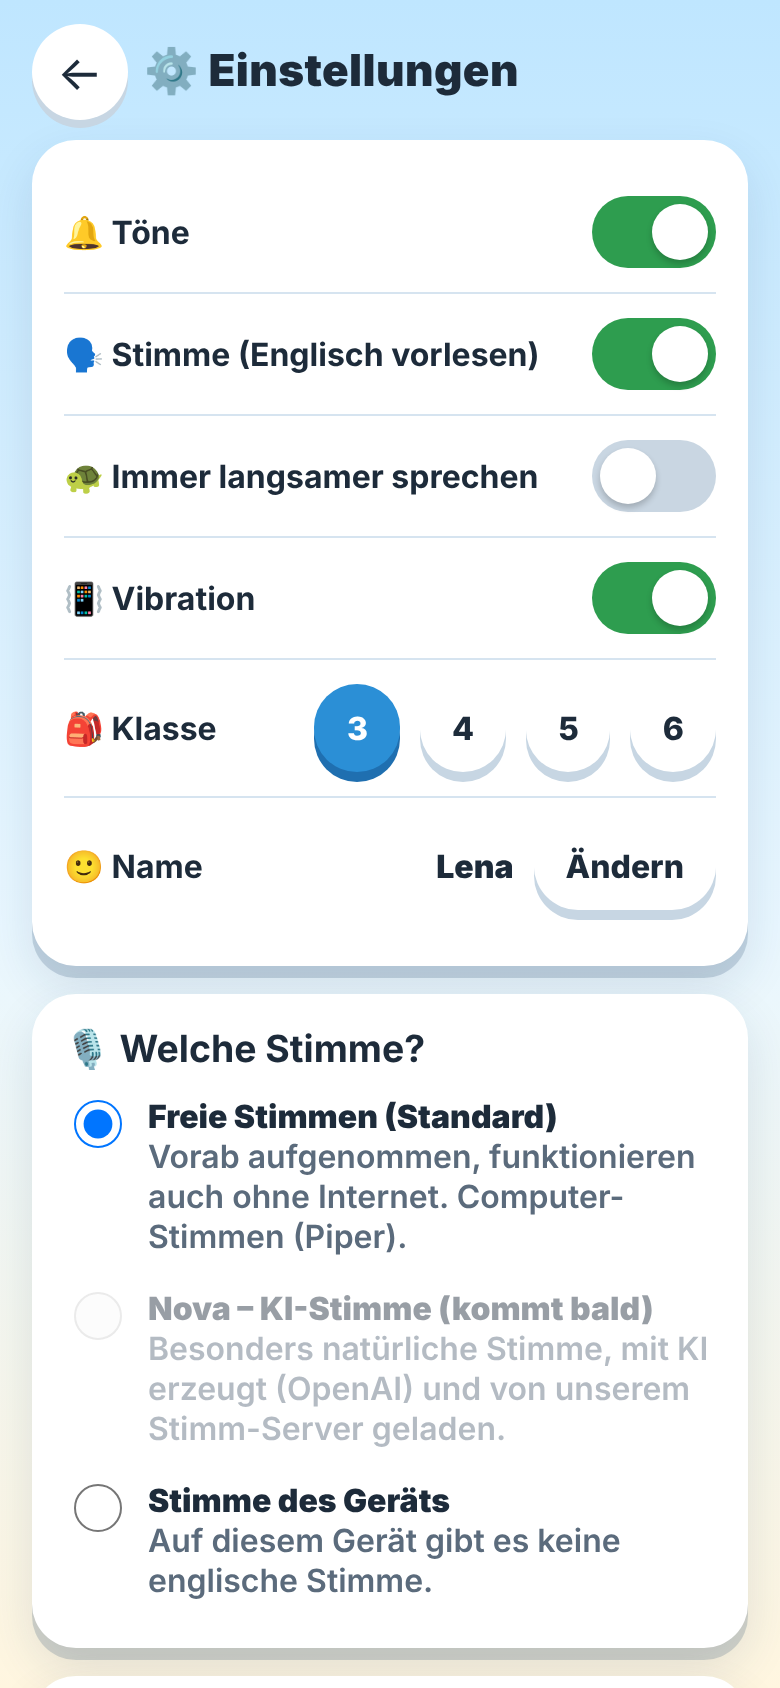 Einstellungen
Töne
Stimme (Englisch vorlesen)
Immer langsamer sprechen
Vibration
Klasse 3 4 5 6
Name Lena Ändern
Welche Stimme?
Freie Stimmen (Standard)
Vorab aufgenommen, funktionieren
auch ohne Internet. Computer-
Stimmen (Piper).
Nova – KI-Stimme (kommt bald)
Besonders natürliche Stimme, mit KI
erzeugt (OpenAI) und von unserem
Stimm-Server geladen.
Stimme des Geräts
Auf diesem Gerät gibt es keine
englische Stimme.